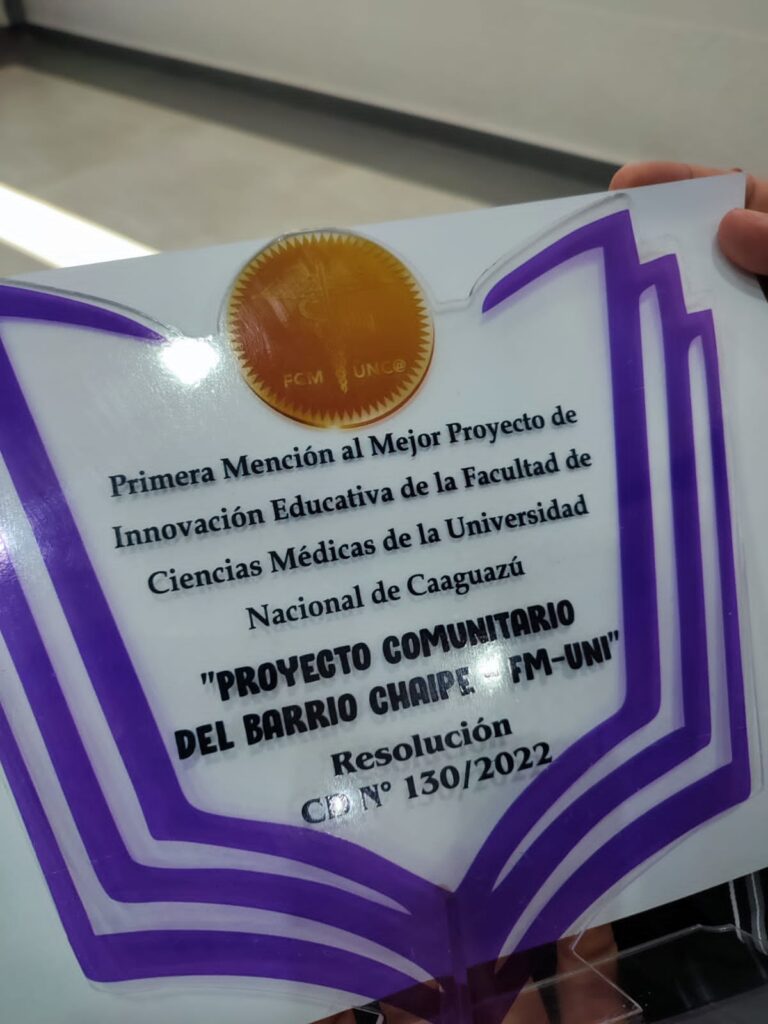 FCM UNC@
Primera Mención al Mejor Proyecto de
Innovación Educativa de la Facultad de
Ciencias Médicas de la Universidad
Nacional de Caaguazú
"PROYECTO COMUNITARIO
DEL BARRIO CHAIPE - FM-UNI"
Resolución
CD N° 130/2022